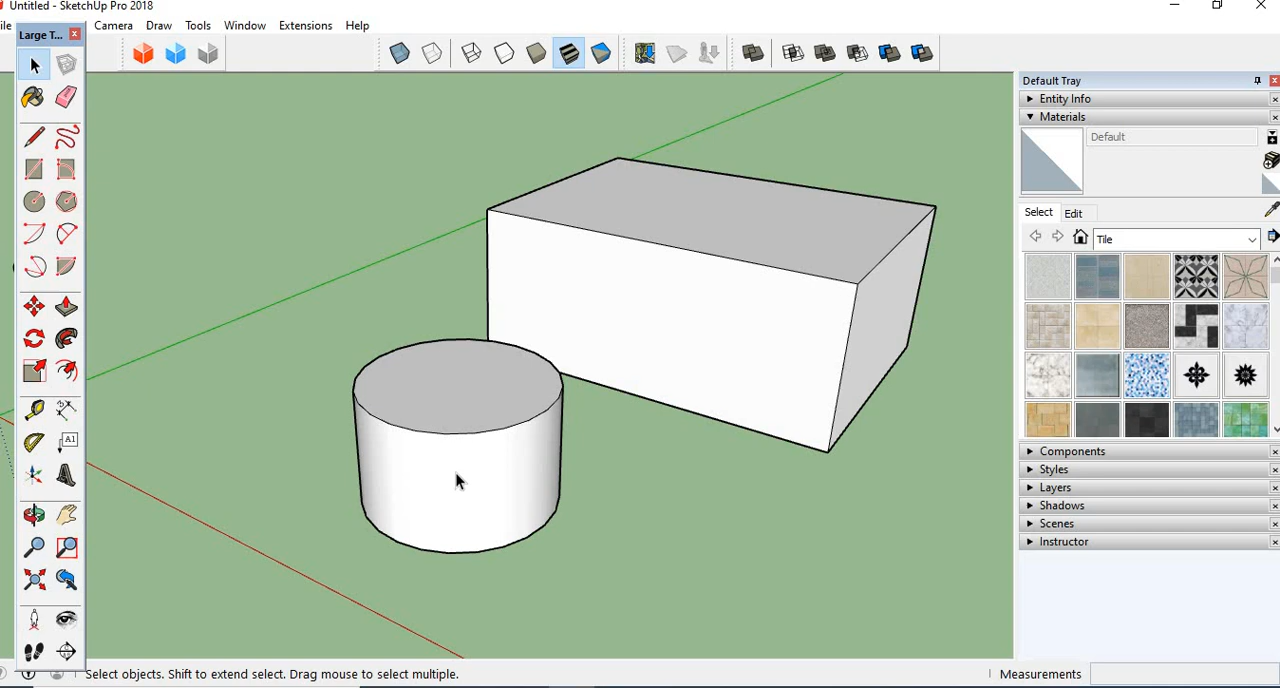 Untitled - SketchUp Pro 2018
ile Camera Draw Tools Window Extensions Help
Large T...
Default Tray
Entity Info
Materials
Default
Select Edit
Tile
A1
Components
Styles
Layers
Shadows
Scenes
Instructor
Select objects. Shift to extend select. Drag mouse to select multiple. Measurements